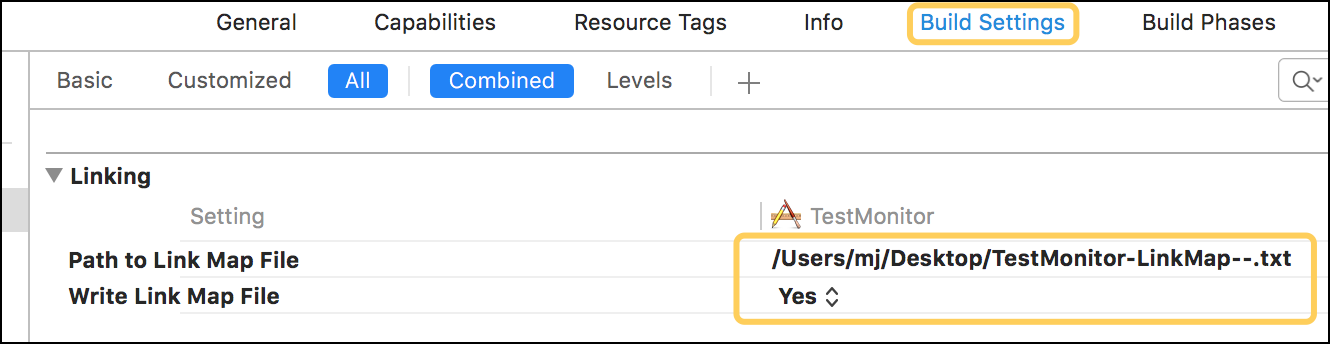 General Capabilities Resource Tags Info Build Settings Build Phases
Basic Customized All Combined Levels
Linking
Setting TestMonitor
Path to Link Map File /Users/mj/Desktop/TestMonitor-LinkMap--.txt
Write Link Map File Yes